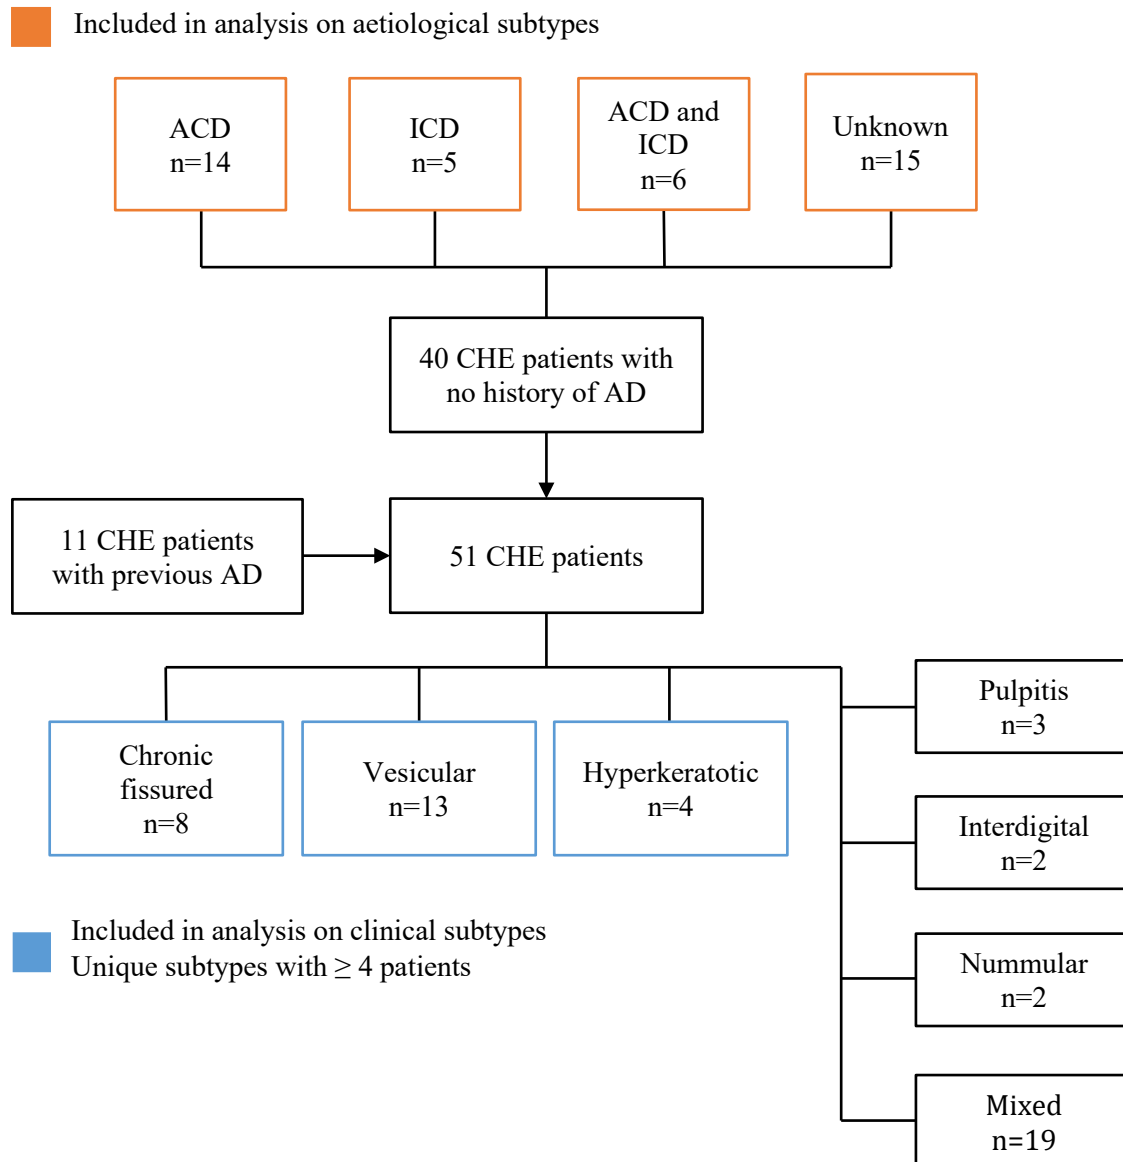 Included in analysis on aetiological subtypes
ACD
n=14
ICD
n=5
ACD and
ICD
n=6
Unknown
n=15
40 CHE patients with
no history of AD
11 CHE patients
with previous AD
51 CHE patients
Chronic
fissured
n=8
Vesicular
n=13
Hyperkeratotic
n=4
Pulpitis
n=3
Interdigital
n=2
Nummular
n=2
Mixed
n=19
Included in analysis on clinical subtypes
Unique subtypes with ≥ 4 patients